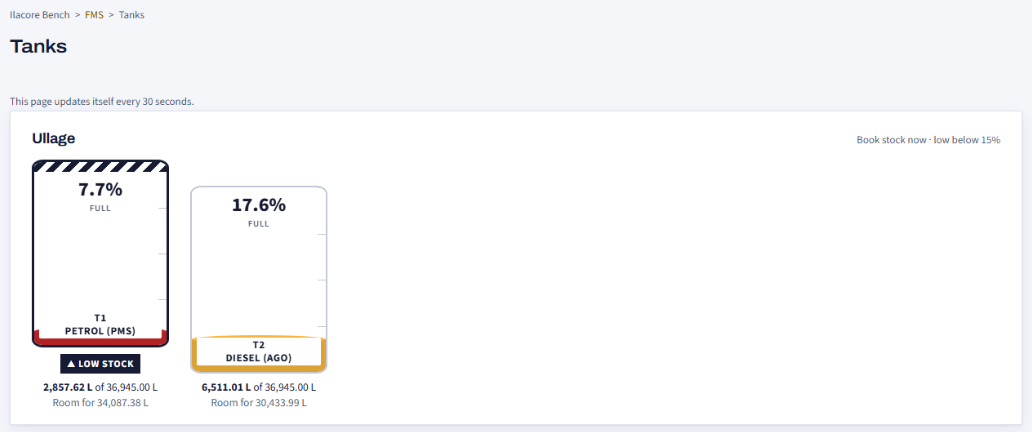 Ilacore Bench > FMS > Tanks
Tanks
This page updates itself every 30 seconds.
Ullage
Book stock now · low below 15%
7.7%
FULL
T1
PETROL (PMS)
▲ LOW STOCK
2,857.62 L of 36,945.00 L
Room for 34,087.38 L
17.6%
FULL
T2
DIESEL (AGO)
6,511.01 L of 36,945.00 L
Room for 30,433.99 L